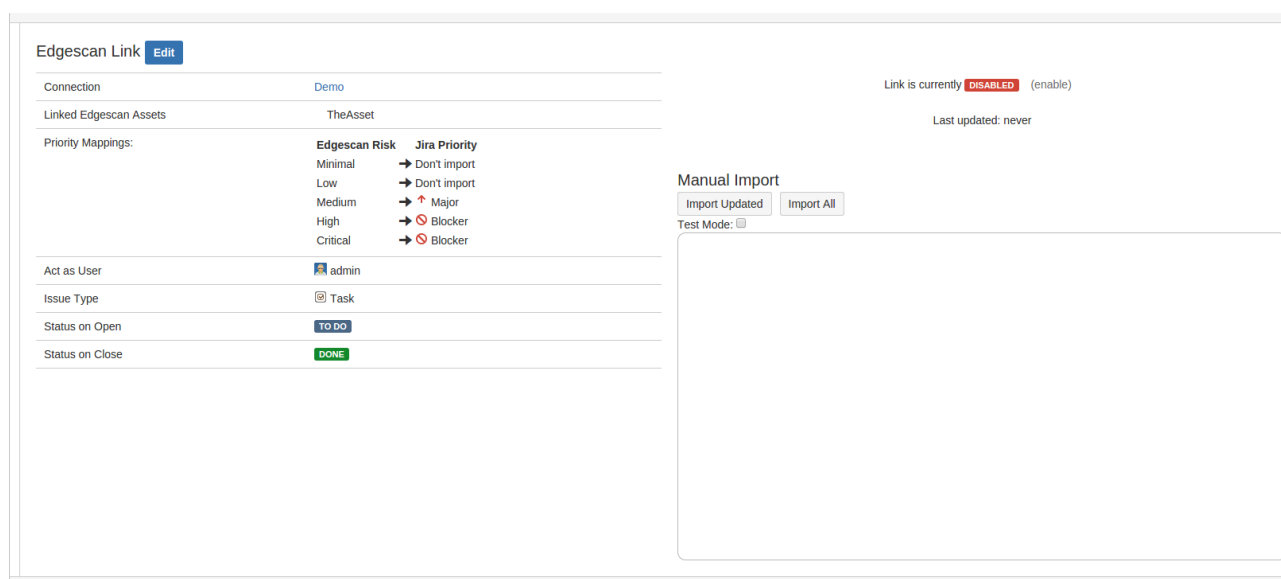 Edgescan Link Edit
Connection Demo
Linked Edgescan Assets TheAsset
Priority Mappings:
Edgescan Risk Jira Priority
Minimal Don't import
Low Don't import
Medium Major
High Blocker
Critical Blocker
Act as User admin
Issue Type Task
Status on Open TO DO
Status on Close DONE
Link is currently DISABLED (enable)
Last updated: never
Manual Import
Import Updated Import All
Test Mode: